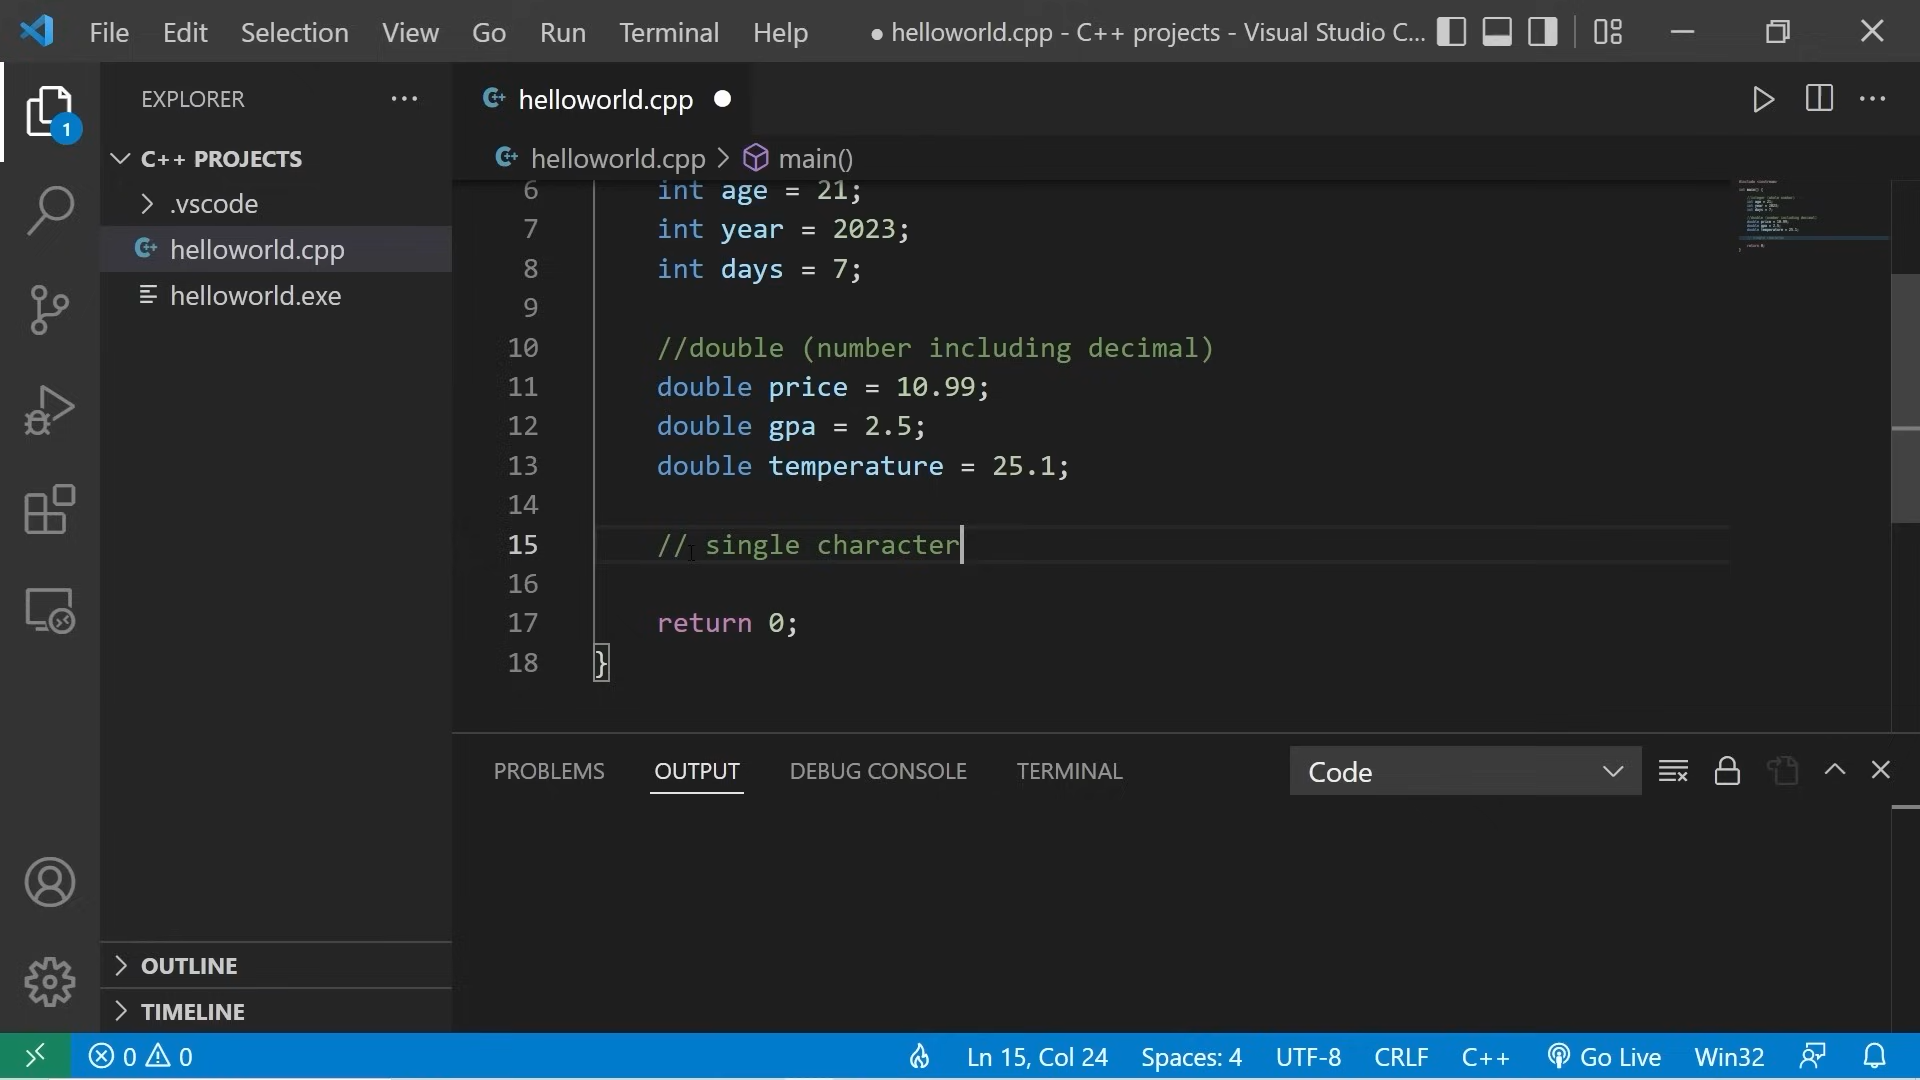 File Edit Selection View Go Run Terminal Help ● helloworld.cpp - C++ projects - Visual Studio C...
EXPLORER ...
1
C++ PROJECTS
.vscode
helloworld.cpp
helloworld.exe
OUTLINE
TIMELINE
helloworld.cpp ●
helloworld.cpp > main()
6 int age = 21;
7 int year = 2023;
8 int days = 7;
9
10 //double (number including decimal)
11 double price = 10.99;
12 double gpa = 2.5;
13 double temperature = 25.1;
14
15 // single character
16
17 return 0;
18 }
PROBLEMS OUTPUT DEBUG CONSOLE TERMINAL Code
0 0 Ln 15, Col 24 Spaces: 4 UTF-8 CRLF C++ Go Live Win32